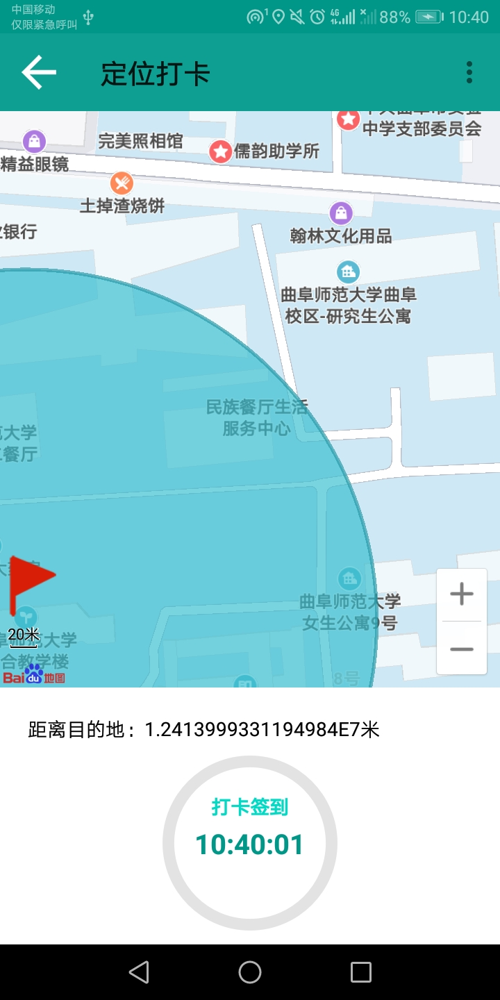 中国移动
仅限紧急呼叫
1
4G
88%
10:40
定位打卡
中学支部委员会
完美照相馆
儒韵助学所
精益眼镜
土掉渣烧饼
银行
翰林文化用品
曲阜师范大学曲阜
校区-研究生公寓
民族餐厅生活
服务中心
大学
餐厅
曲阜师范大学
女生公寓9号
20米
大学
合教学楼
8号
Bai du 地图
距离目的地：1.2413999331194984E7米
打卡签到
10:40:01